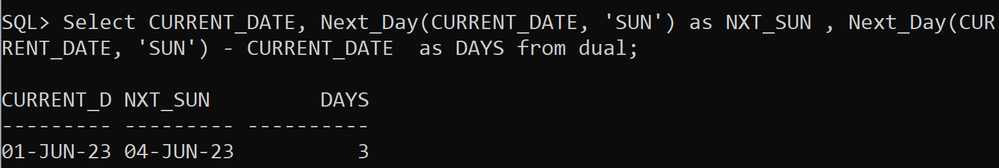 SQL> Select CURRENT_DATE, Next_Day(CURRENT_DATE, 'SUN') as NXT_SUN , Next_Day(CUR
RENT_DATE, 'SUN') - CURRENT_DATE  as DAYS from dual;
CURRENT_D NXT_SUN         DAYS
--------- --------- ----------
01-JUN-23 04-JUN-23          3